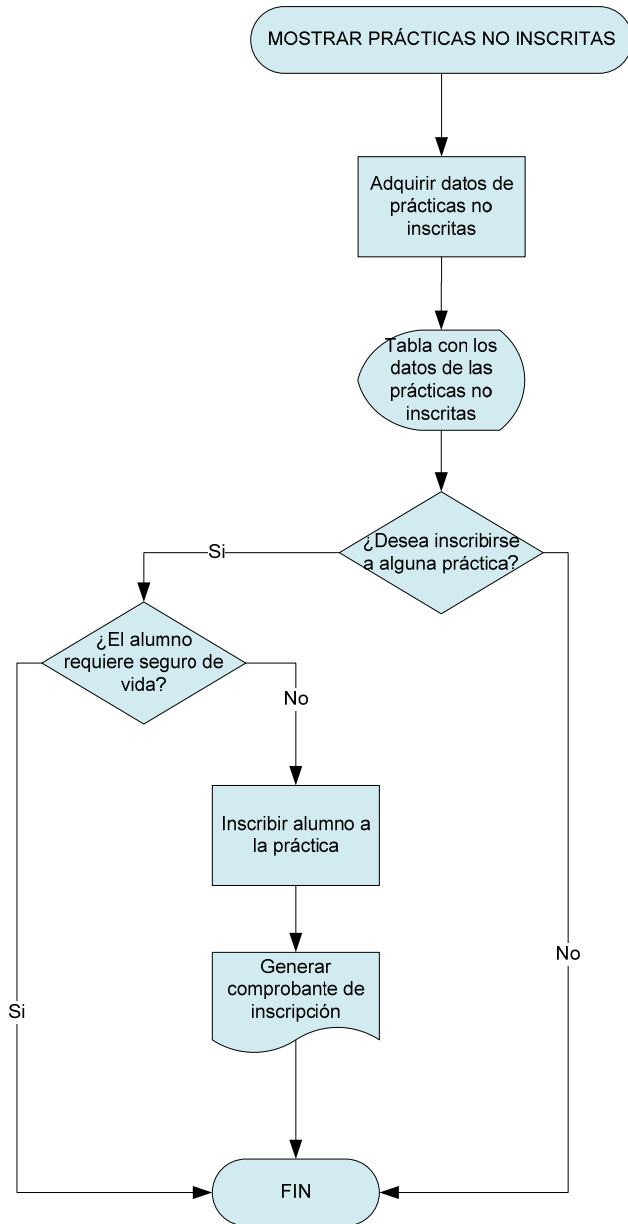 MOSTRAR PRÁCTICAS NO INSCRITAS
Adquirir datos de
prácticas no
inscritas
Tabla con los
datos de las
prácticas no
inscritas
¿Desea inscribirse
a alguna práctica?
Si
¿El alumno
requiere seguro de
vida?
No
Inscribir alumno a
la práctica
Generar
comprobante de
inscripción
No
Si
FIN